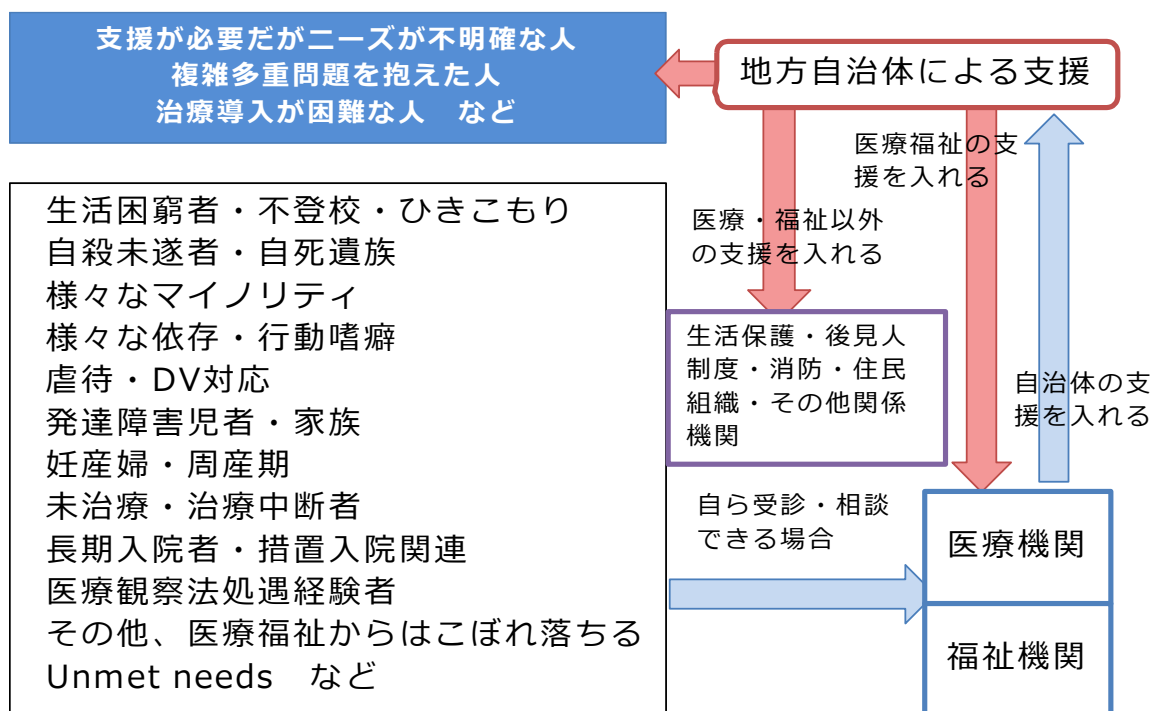 支援が必要だがニーズが不明確な人
複雑多重問題を抱えた人
治療導入が困難な人　など
地方自治体による支援
医療福祉の支
援を入れる
医療・福祉以外
の支援を入れる
生活困窮者・不登校・ひきこもり
自殺未遂者・自死遺族
様々なマイノリティ
様々な依存・行動嗜癖
虐待・DV対応
発達障害児者・家族
妊産婦・周産期
未治療・治療中断者
長期入院者・措置入院関連
医療観察法処遇経験者
その他、医療福祉からはこぼれ落ちる
Unmet needs　など
生活保護・後見人
制度・消防・住民
組織・その他関係
機関
自治体の支
援を入れる
自ら受診・相談
できる場合
医療機関
福祉機関